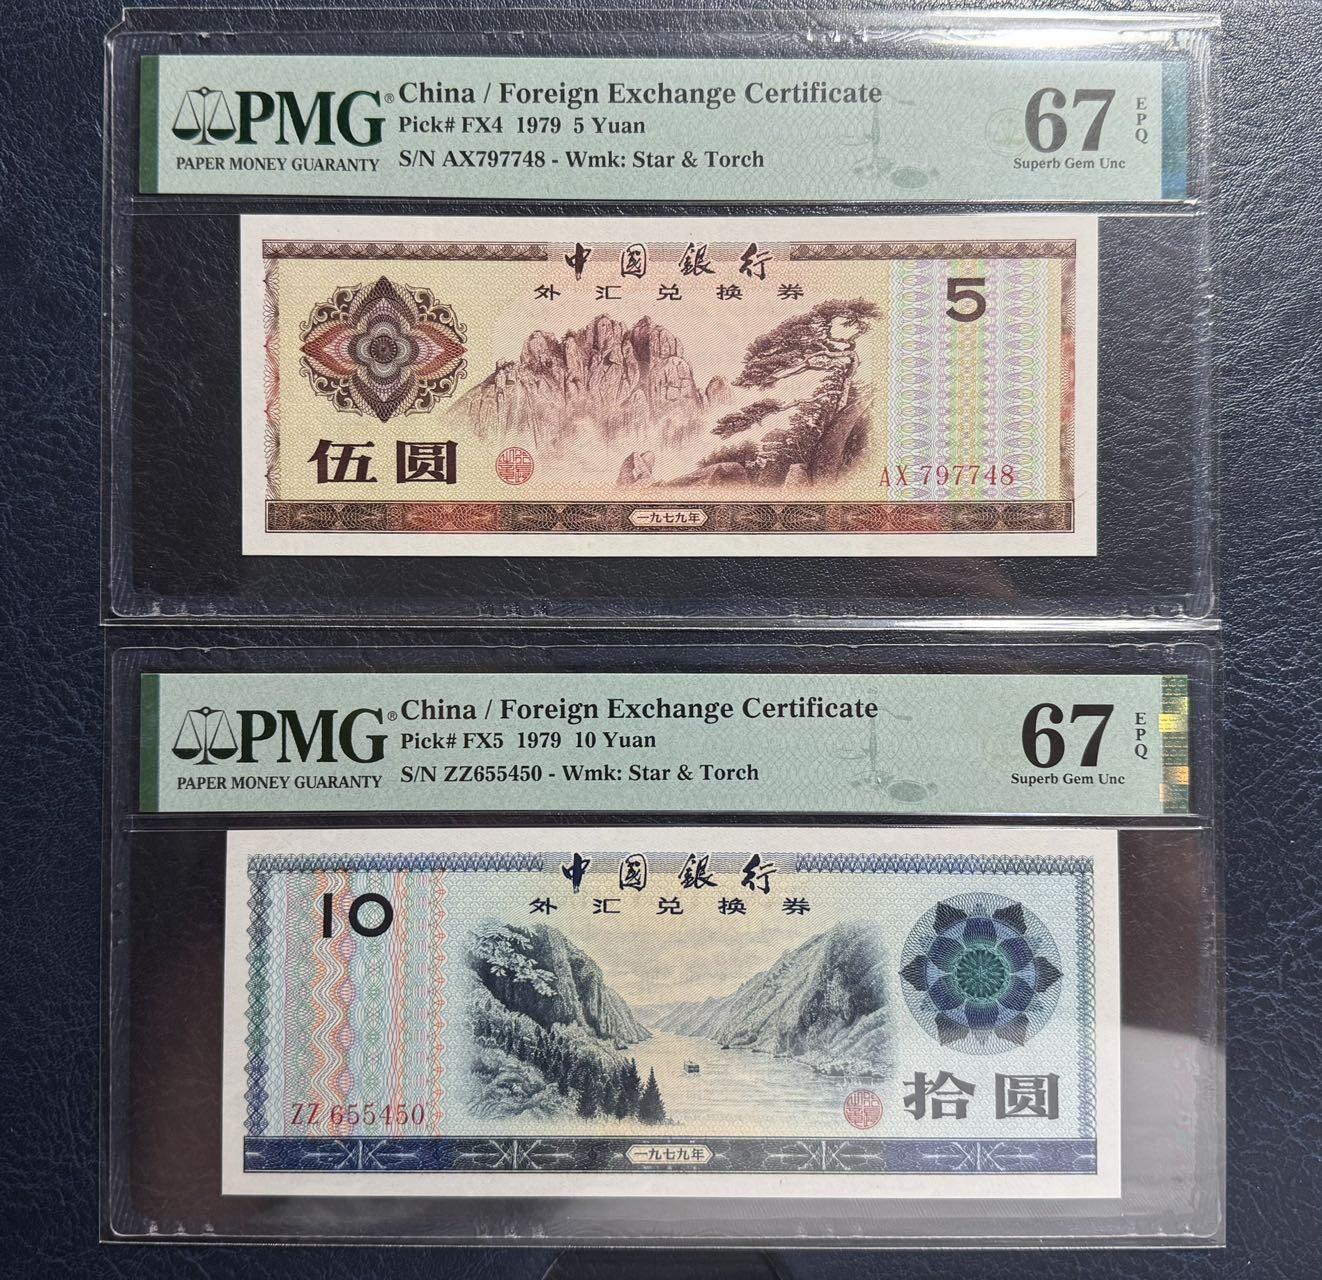 PMG®
PAPER MONEY GUARANTY
China / Foreign Exchange Certificate
Pick# FX4 1979 5 Yuan
S/N AX797748 - Wmk: Star & Torch
67
EPQ
Superb Gem Unc
中國銀行
外汇兑换券
5
伍圆
AX 797748
一九七九年
PMG®
PAPER MONEY GUARANTY
China / Foreign Exchange Certificate
Pick# FX5 1979 10 Yuan
S/N ZZ655450 - Wmk: Star & Torch
67
EPQ
Superb Gem Unc
中國銀行
外汇兑换券
10
ZZ 655450
拾圆
一九七九年